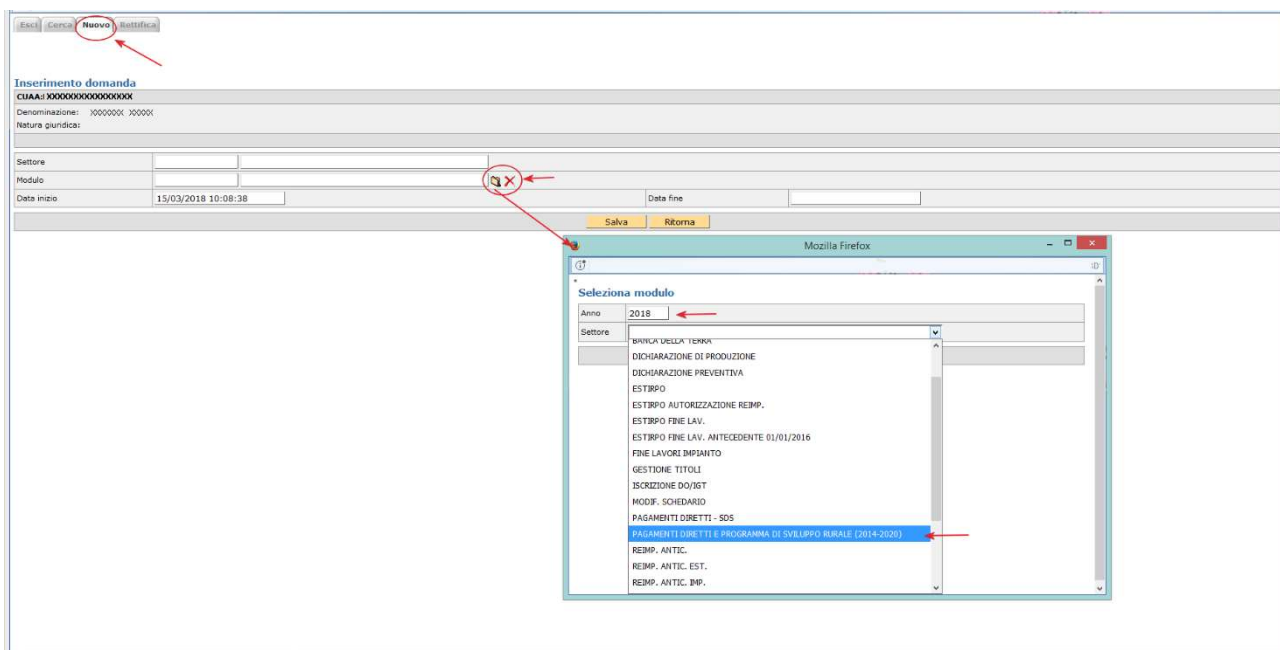 Esci Cerca Nuovo Rettifica
Inserimento domanda
CUAA:I XXXXXXXXXXXXXXXX
Denominazione: XXXXXXX XXXXX
Natura giuridica:
Settore
Modulo
Data inizio 15/03/2018 10:08:38 Data fine
Salva Ritorna
Mozilla Firefox
Seleziona modulo
Anno 2018
Settore
BANCA DELLA TERRA
DICHIARAZIONE DI PRODUZIONE
DICHIARAZIONE PREVENTIVA
ESTIRPO
ESTIRPO AUTORIZZAZIONE REIMP.
ESTIRPO FINE LAV.
ESTIRPO FINE LAV. ANTECEDENTE 01/01/2016
FINE LAVORI IMPIANTO
GESTIONE TITOLI
ISCRIZIONE DO/IGT
MODIF. SCHEDARIO
PAGAMENTI DIRETTI - SDS
PAGAMENTI DIRETTI E PROGRAMMA DI SVILUPPO RURALE (2014-2020)
REIMP. ANTIC.
REIMP. ANTIC. EST.
REIMP. ANTIC. IMP.